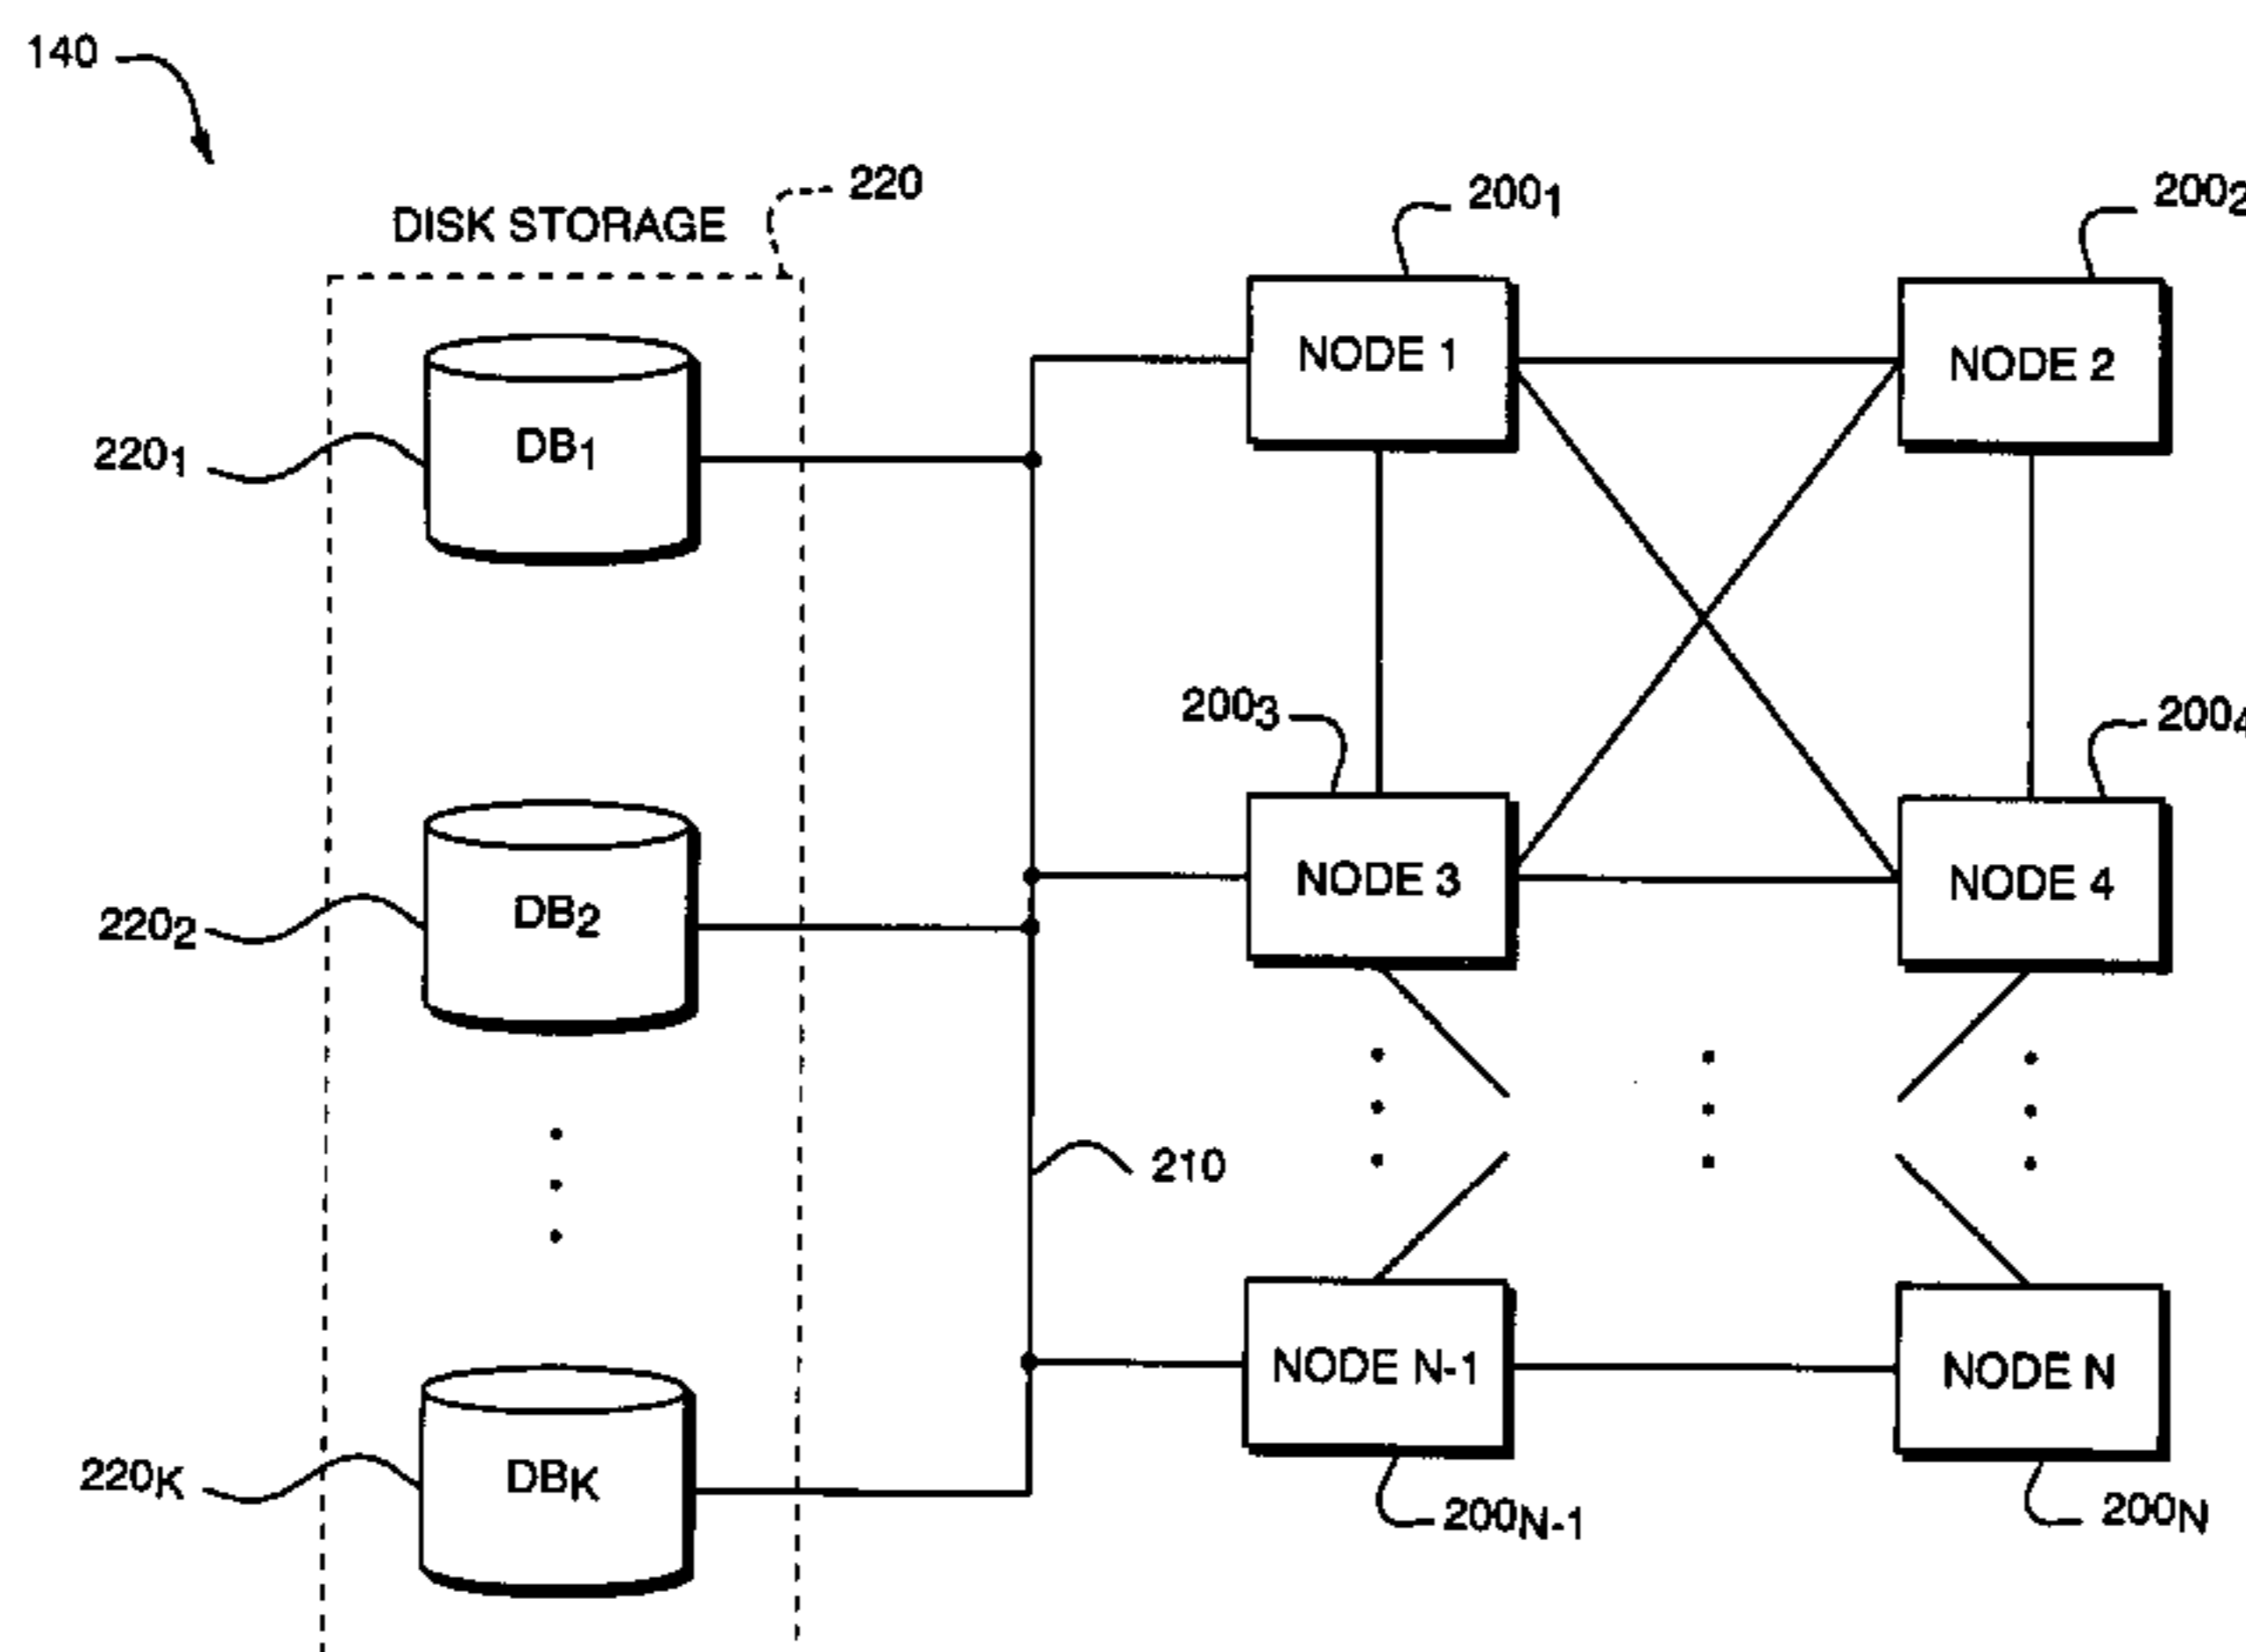 140
220
DISK STORAGE
200₁
200₂
NODE 1
NODE 2
220₁
DB₁
200₃
200₄
NODE 3
NODE 4
220₂
DB₂
210
NODE N-1
NODE N
220K
DBK
200N-1
200N